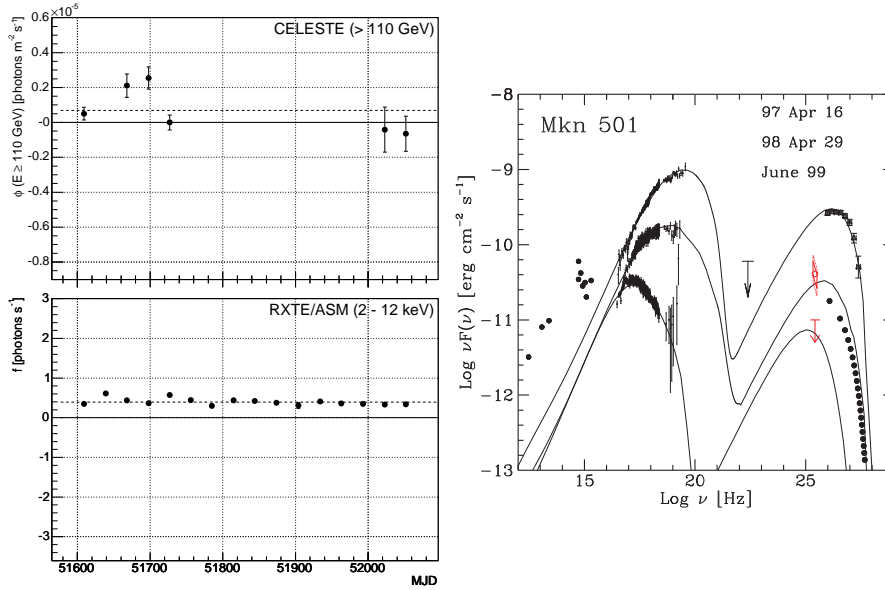 ×10⁻⁵
0.6
0.4
0.2
-0
-0.2
-0.4
-0.6
-0.8
ϕ (E ≥ 110 GeV) [photons m⁻² s⁻¹]
CELESTE (> 110 GeV)
3
2
1
0
-1
-2
-3
f [photons s⁻¹]
RXTE/ASM (2 - 12 keV)
51600
51700
51800
51900
52000
MJD
Mkn 501
97 Apr 16
98 Apr 29
June 99
−8
−9
−10
−11
−12
−13
Log νF(ν) [erg cm⁻² s⁻¹]
15
20
25
Log ν [Hz]